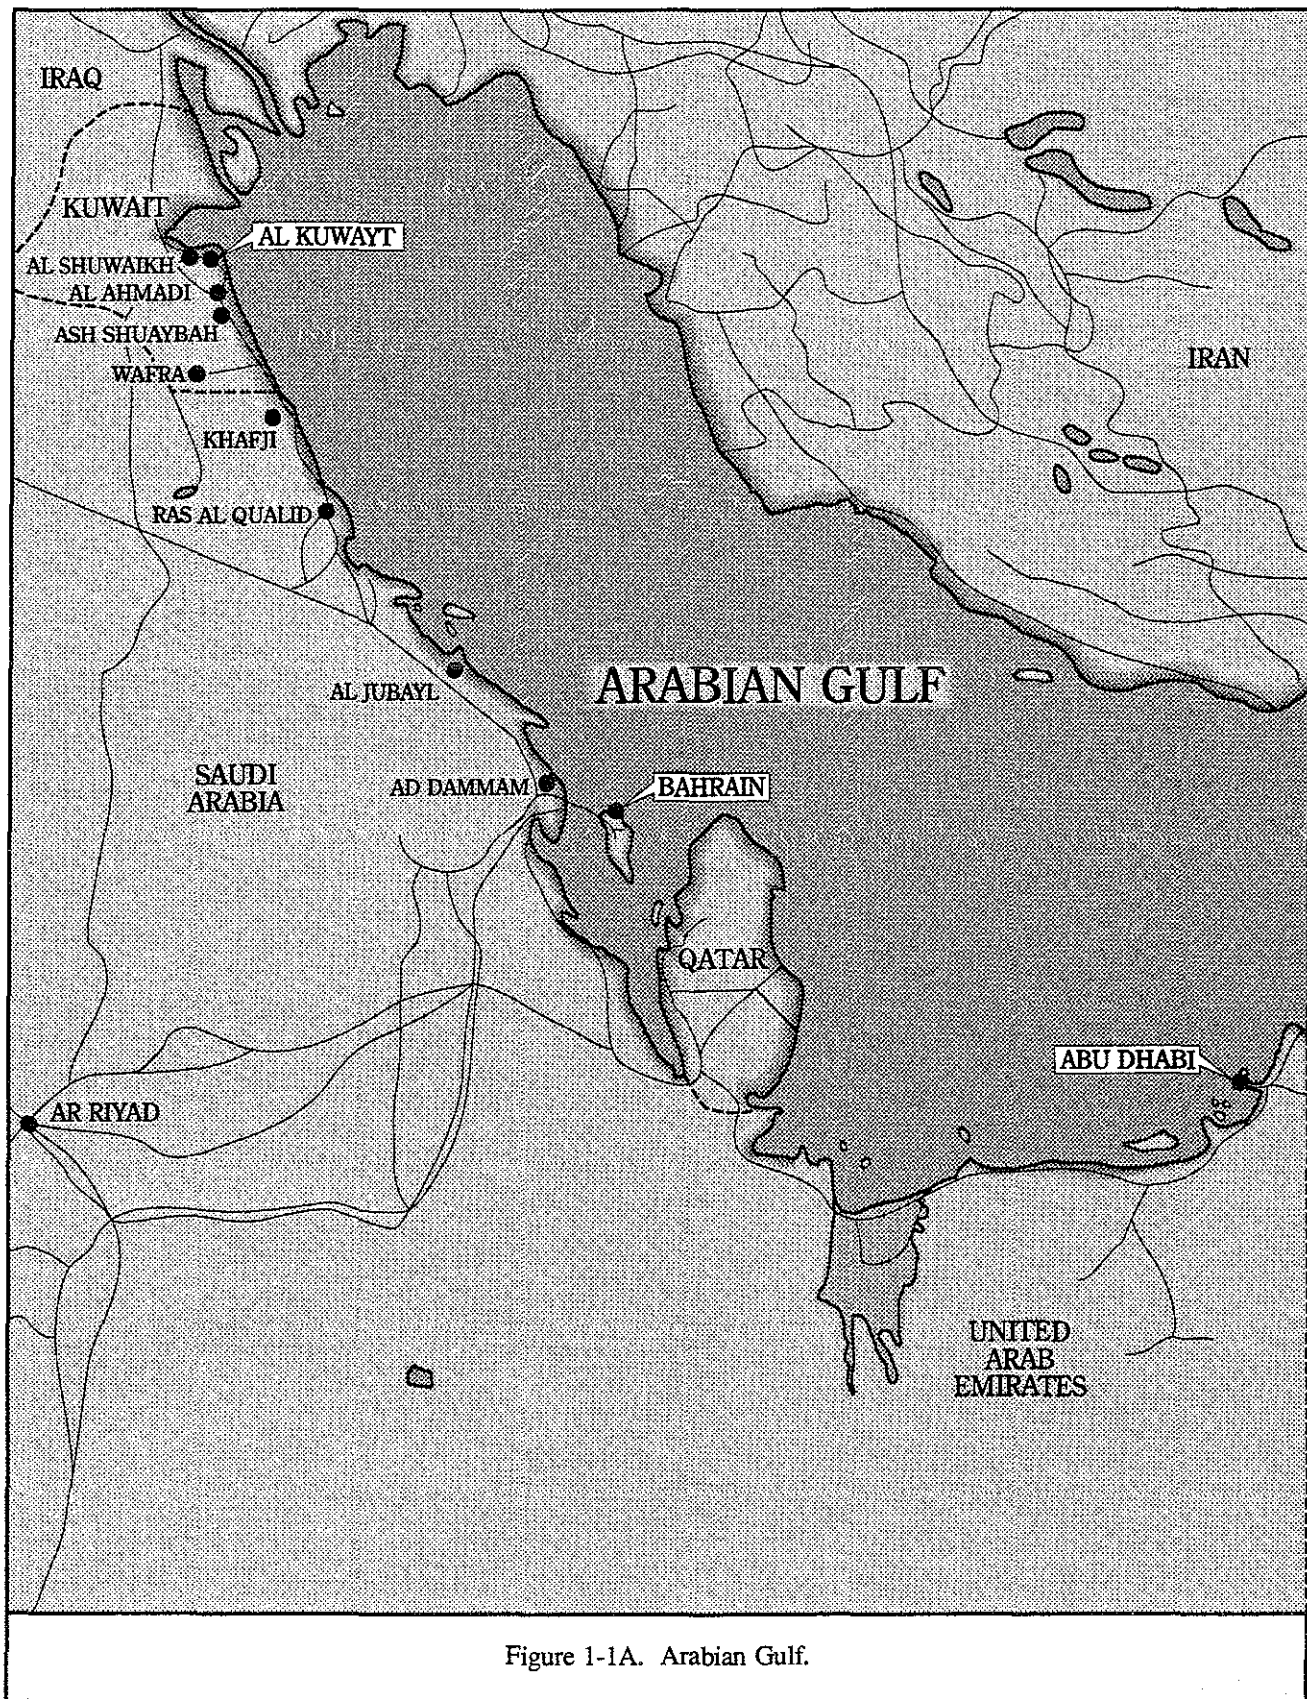 IRAQ
KUWAIT
AL KUWAYT
AL SHUWAIKH
AL AHMADI
ASH SHUAYBAH
WAFRA
IRAN
KHAFJI
RAS AL QUALID
ARABIAN GULF
AL JUBAYL
SAUDI
ARABIA
AD DAMMAM
BAHRAIN
QATAR
ABU DHABI
AR RIYAD
UNITED
ARAB
EMIRATES
Figure 1-1A. Arabian Gulf.